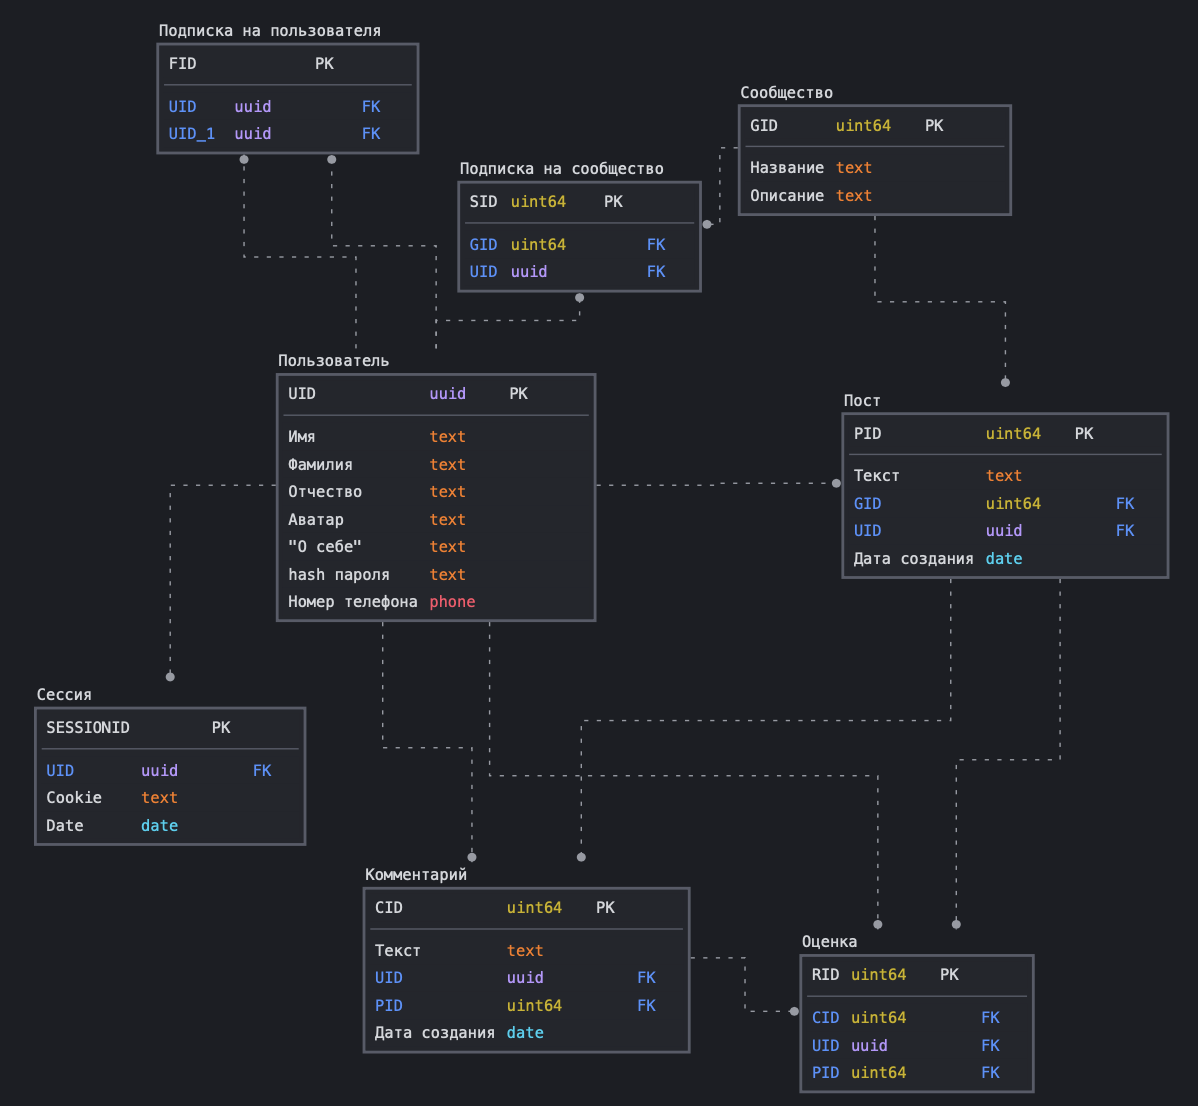 Подписка на пользователя
FID PK
UID uuid FK
UID_1 uuid FK
Сообщество
GID uint64 PK
Название text
Описание text
Подписка на сообщество
SID uint64 PK
GID uint64 FK
UID uuid FK
Пользователь
UID uuid PK
Имя text
Фамилия text
Отчество text
Аватар text
"О себе" text
hash пароля text
Номер телефона phone
Пост
PID uint64 PK
Текст text
GID uint64 FK
UID uuid FK
Дата создания date
Сессия
SESSIONID PK
UID uuid FK
Cookie text
Date date
Комментарий
CID uint64 PK
Текст text
UID uuid FK
PID uint64 FK
Дата создания date
Оценка
RID uint64 PK
CID uint64 FK
UID uuid FK
PID uint64 FK